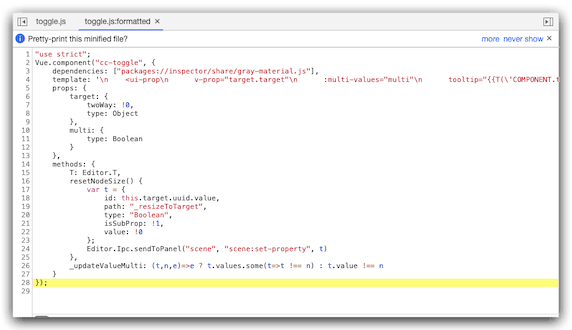 toggle.js toggle.js:formatted ×
Pretty-print this minified file? more never show ×
1 "use strict";
2 Vue.component("cc-toggle", {
3 dependencies: ["packages://inspector/share/gray-material.js"],
4 template: '\n <ui-prop\n v-prop="target.target"\n :multi-values="multi"\n tooltip="{{T(\'COMPONENT.t
5 props: {
6 target: {
7 twoWay: !0,
8 type: Object
9 },
10 multi: {
11 type: Boolean
12 }
13 },
14 methods: {
15 T: Editor.T,
16 resetNodeSize() {
17 var t = {
18 id: this.target.uuid.value,
19 path: "_resizeToTarget",
20 type: "Boolean",
21 isSubProp: !1,
22 value: !0
23 };
24 Editor.Ipc.sendToPanel("scene", "scene:set-property", t)
25 },
26 _updateValueMulti: (t,n,e)=>e ? t.values.some(t=>t !== n) : t.value !== n
27 }
28 });
29